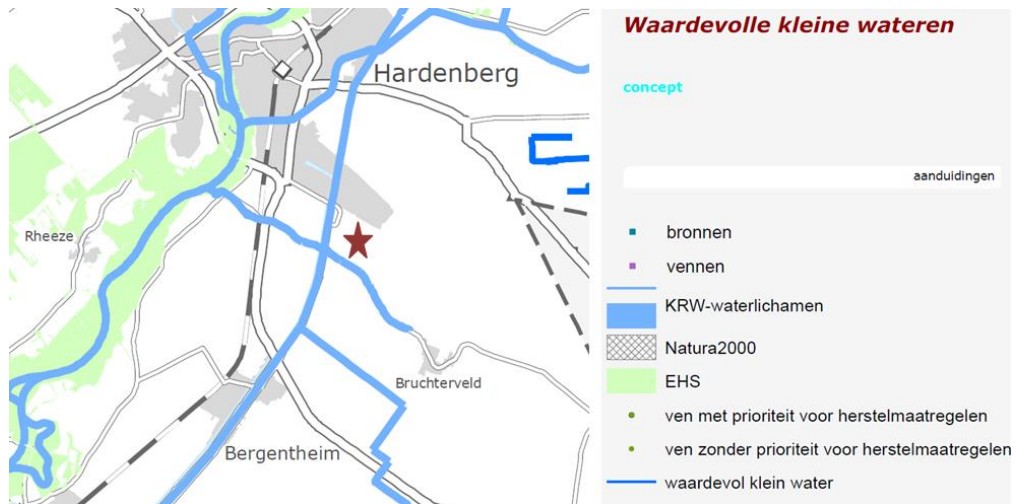 Hardenberg
Rheeze
Bruchterveld
Bergentheim
Waardevolle kleine wateren
concept
aanduidingen
bronnen
vennen
KRW-waterlichamen
Natura2000
EHS
ven met prioriteit voor herstelmaatregelen
ven zonder prioriteit voor herstelmaatregelen
waardevol klein water